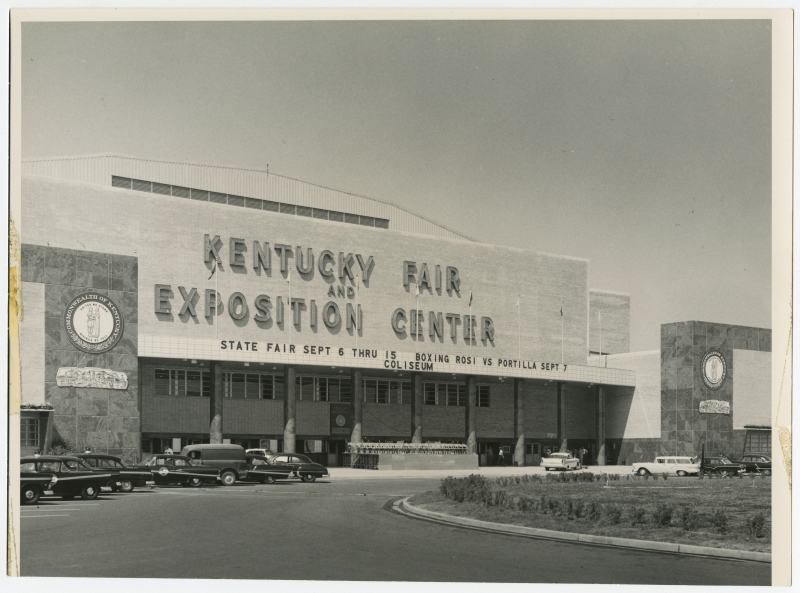 KENTUCKY FAIR
AND
EXPOSITION CENTER
STATE FAIR SEPT 6 THRU 15 BOXING ROSI VS PORTILLA SEPT 7
COLISEUM
COMMONWEALTH OF KENTUCKY